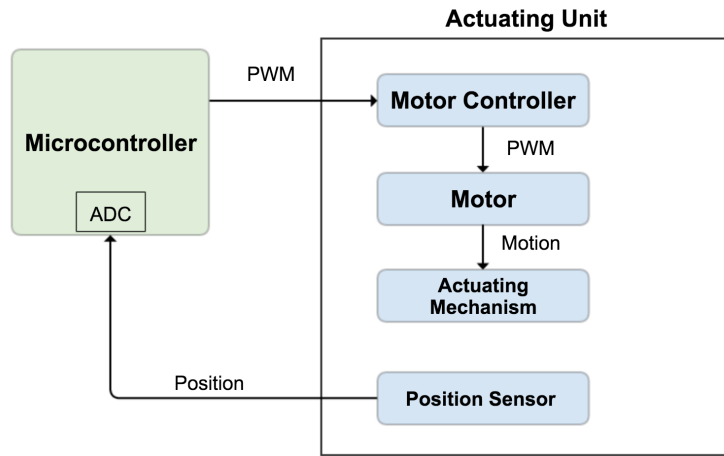 Actuating Unit
PWM
Motor Controller
Microcontroller
PWM
Motor
ADC
Motion
Actuating
Mechanism
Position
Position Sensor